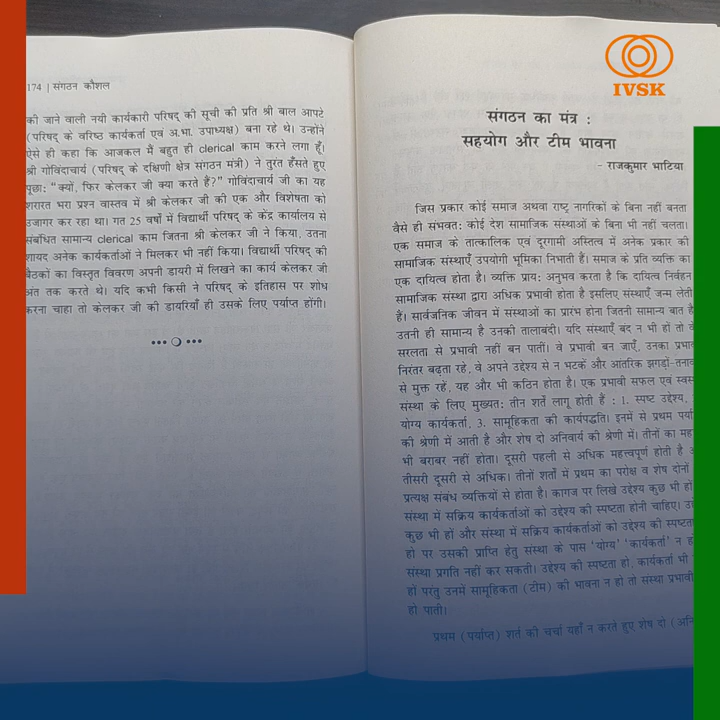 IVSK
174 | संगठन कौशल
की जाने वाली नयी कार्यकारी परिषद् की सूची की प्रति श्री बाल आपटे
(परिषद् के वरिष्ठ कार्यकर्ता एवं अ.भा. उपाध्यक्ष) बना रहे थे। उन्होंने
ऐसे ही कहा कि आजकल मैं बहुत ही clerical काम करने लगा हूँ।
श्री गोविंदाचार्य (परिषद् के दक्षिणी क्षेत्र संगठन मंत्री) ने तुरत हँसते हुए
पूछा: “क्यों, फिर केलकर जी क्या करते हैं?” गोविंदाचार्य जी का यह
शरारत भरा प्रश्न वास्तव में श्री केलकर जी की एक और विशेषता को
उजागर कर रहा था। गत 25 वर्षों में विद्यार्थी परिषद् के केंद्र कार्यालय से
संबंधित सामान्य clerical काम जितना श्री केलकर जी ने किया, उतना
शायद अनेक कार्यकर्ताओं ने मिलकर भी नहीं किया। विद्यार्थी परिषद् की
बैठकों का विस्तृत विवरण अपनी डायरी में लिखने का कार्य केलकर जी
अंत तक करते थे। यदि कभी किसी ने परिषद् के इतिहास पर शोध
करना चाहा तो केलकर जी की डायरियाँ ही उसके लिए पर्याप्त होंगी।
संगठन का मंत्र :
सहयोग और टीम भावना
- राजकुमार भाटिया
जिस प्रकार कोई समाज अथवा राष्ट्र नागरिकों के बिना नहीं बनता
वैसे ही संभवत: कोई देश सामाजिक संस्थाओं के बिना भी नहीं चलता।
एक समाज के तात्कालिक एवं दूरगामी अस्तित्व में अनेक प्रकार की
सामाजिक संस्थाएँ उपयोगी भूमिका निभाती हैं। समाज के प्रति व्यक्ति का
एक दायित्व होता है। व्यक्ति प्राय: अनुभव करता है कि दायित्व निर्वहन
सामाजिक संस्था द्वारा अधिक प्रभावी होता है इसलिए संस्थाएँ जन्म लेती
हैं। सार्वजनिक जीवन में संस्थाओं का प्रारंभ होना जितनी सामान्य बात है
उतनी ही सामान्य है उनकी तालाबंदी। यदि संस्थाएँ बंद न भी हों तो वे
सरलता से प्रभावी नहीं बन पातीं। वे प्रभावी बन जाएँ, उनका प्रभाव
निरंतर बढ़ता रहे, वे अपने उद्देश्य से न भटकें और आंतरिक झगड़ों-तनाव
से मुक्त रहें, यह और भी कठिन होता है। एक प्रभावी सफल एवं स्वस्
संस्था के लिए मुख्यत: तीन शर्तें लागू होती हैं : 1. स्पष्ट उद्देश्य,
योग्य कार्यकर्ता, 3. सामूहिकता की कार्यपद्धति। इनमें से प्रथम पर्या
की श्रेणी में आती है और शेष दो अनिवार्य की श्रेणी में। तीनों का मह
भी बराबर नहीं होता। दूसरी पहली से अधिक महत्त्वपूर्ण होती है
तीसरी दूसरी से अधिक। तीनों शर्तों में प्रथम का परोक्ष व शेष दोनों
प्रत्यक्ष संबंध व्यक्तियों से होता है। कागज पर लिखे उद्देश्य कुछ भी हों
संस्था में सक्रिय कार्यकर्ताओं को उद्देश्य की स्पष्टता होनी चाहिए।
कुछ भी हों और संस्था में सक्रिय कार्यकर्ताओं को उद्देश्य की स्पष्टता
हो पर उसकी प्राप्ति हेतु संस्था के पास ‘योग्य’ ‘कार्यकर्ता’ न ह
संस्था प्रगति नहीं कर सकती। उद्देश्य की स्पष्टता हो, कार्यकर्ता भी
हों परंतु उनमें सामूहिकता (टीम) की भावना न हो तो संस्था प्रभावी
हो पाती।
प्रथम (पर्याप्त) शर्त की चर्चा यहाँ न करते हुए शेष दो (अनि